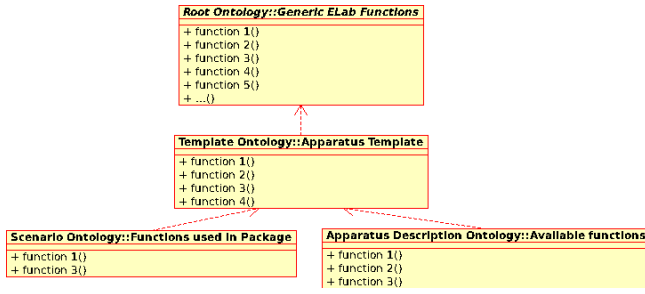 Root Ontology::Generic ELab Functions
+ function 1()
+ function 2()
+ function 3()
+ function 4()
+ function 5()
+ ...()
Template Ontology::Apparatus Template
+ function 1()
+ function 2()
+ function 3()
+ function 4()
Scenario Ontology::Functions used in Package
+ function 1()
+ function 3()
Apparatus Description Ontology::Available functions
+ function 1()
+ function 2()
+ function 3()